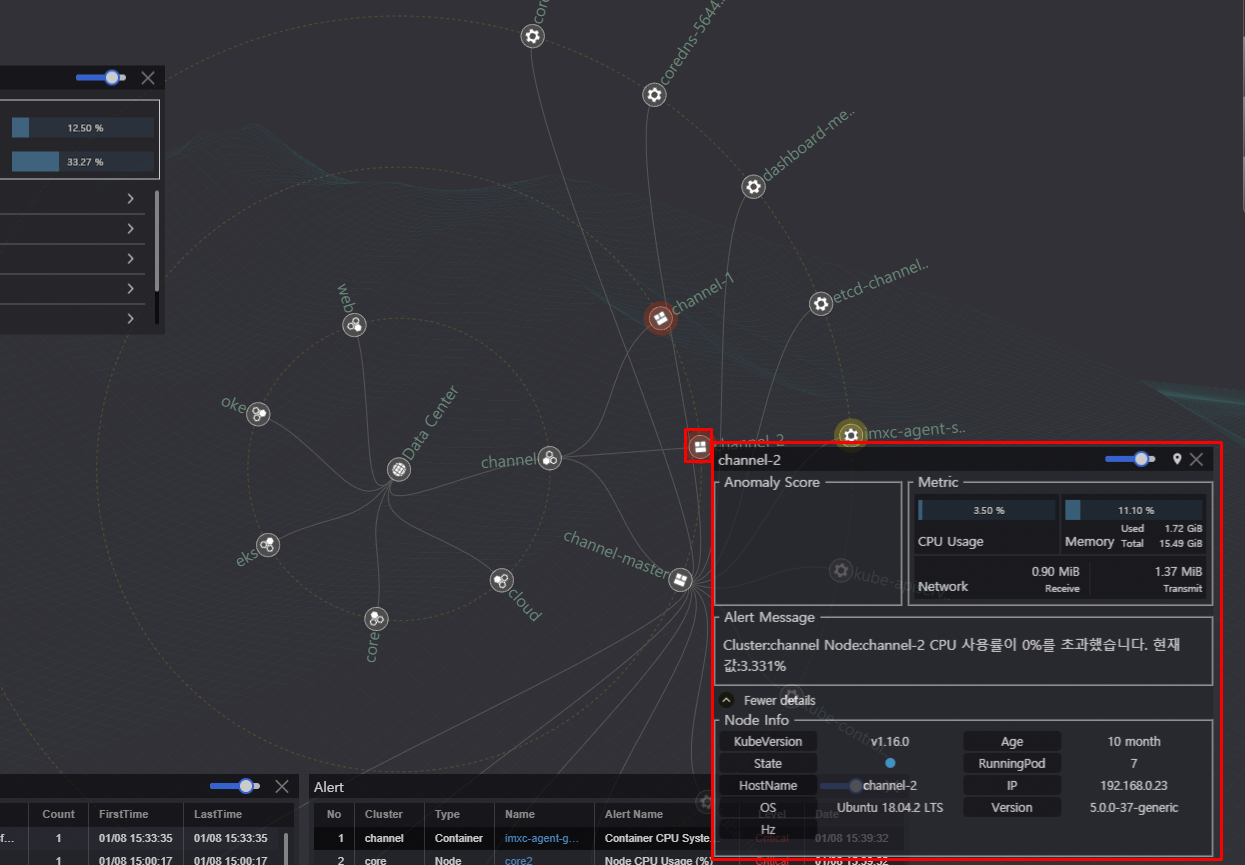 coredns-5644..
dashboard-me..
12.50 %
33.27 %
channel-1
etcd-channel..
web
oke
Data Center
channel
channel-2
imxc-agent-s..
channel-master
eks
cloud
core
channel-2
Anomaly Score
Metric
3.50 %
CPU Usage
11.10 %
Memory
Used 1.72 GiB
Total 15.49 GiB
Network
0.90 MiB
Receive
1.37 MiB
Transmit
Alert Message
Cluster:channel Node:channel-2 CPU 사용률이 0%를 초과했습니다. 현재
값:3.331%
Fewer details
Node Info
KubeVersion v1.16.0 Age 10 month
State RunningPod 7
HostName channel-2 IP 192.168.0.23
OS Ubuntu 18.04.2 LTS Version 5.0.0-37-generic
Hz
Count FirstTime LastTime
f... 1 01/08 15:33:35 01/08 15:33:35
1 01/08 15:00:17 01/08 15:00:17
Alert
No Cluster Type Name Alert Name Level Date
1 channel Container imxc-agent-g... Container CPU Syste... Critical 01/08 15:39:32
2 core Node core2 Node CPU Usage (%) Critical 01/08 15:39:32